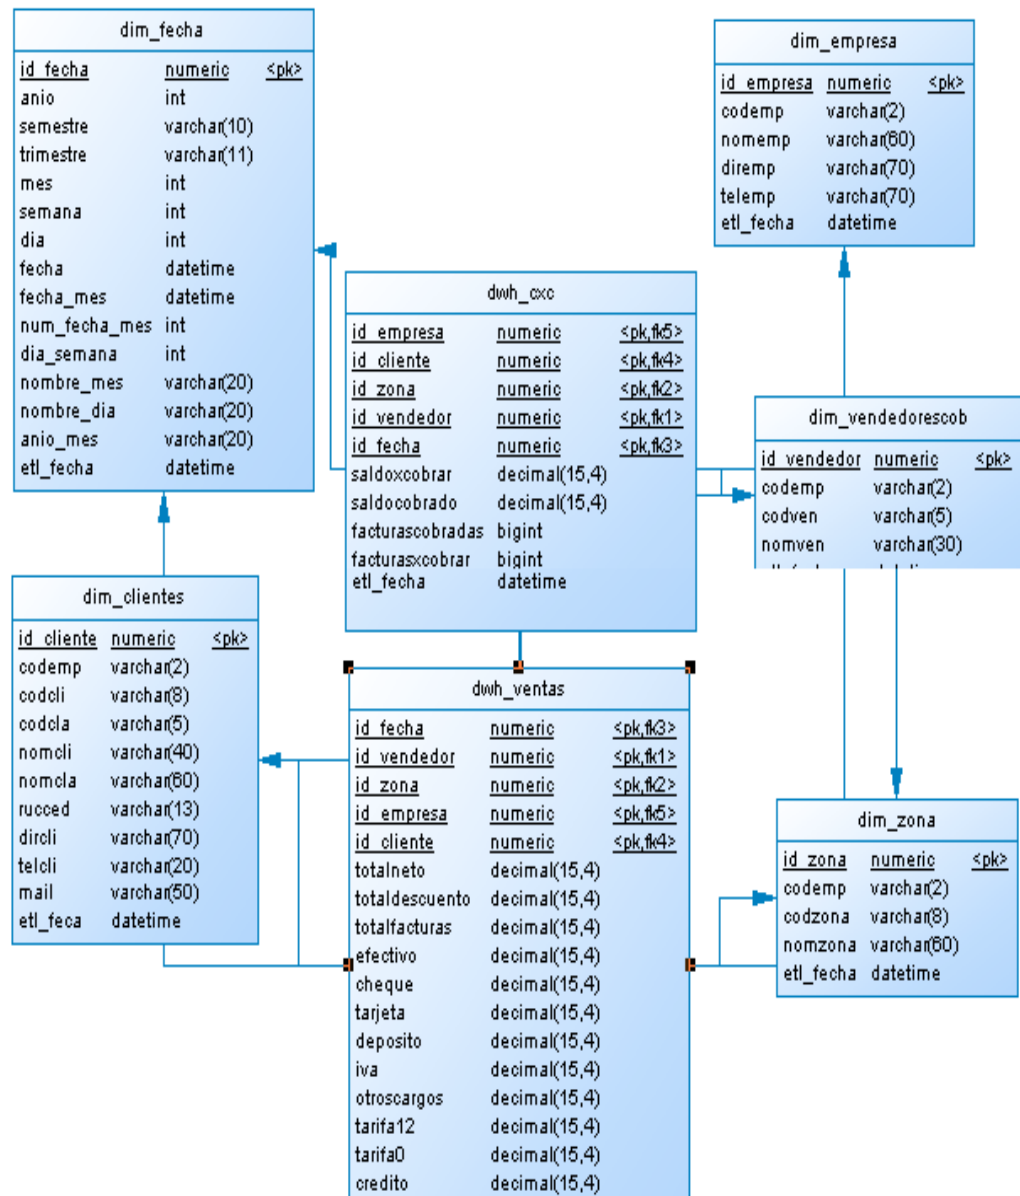 dim_fecha
id_fecha numeric <pk>
anio int
semestre varchar(10)
trimestre varchar(11)
mes int
semana int
dia int
fecha datetime
fecha_mes datetime
num_fecha_mes int
dia_semana int
nombre_mes varchar(20)
nombre_dia varchar(20)
anio_mes varchar(20)
etl_fecha datetime
dim_empresa
id_empresa numeric <pk>
codemp varchar(2)
nomemp varchar(60)
diremp varchar(70)
telemp varchar(70)
etl_fecha datetime
dwh_cxc
id_empresa numeric <pk,fk5>
id_cliente numeric <pk,fk4>
id_zona numeric <pk,fk2>
id_vendedor numeric <pk,fk1>
id_fecha numeric <pk,fk3>
saldoxcobrar decimal(15,4)
saldocobrado decimal(15,4)
facturascobradas bigint
facturasxcobrar bigint
etl_fecha datetime
dim_vendedorescob
id_vendedor numeric <pk>
codemp varchar(2)
codven varchar(5)
nomven varchar(30)
dim_clientes
id_cliente numeric <pk>
codemp varchar(2)
codcli varchar(8)
codcla varchar(5)
nomcli varchar(40)
nomcla varchar(60)
rucced varchar(13)
dircli varchar(70)
telcli varchar(20)
mail varchar(50)
etl_feca datetime
dwh_ventas
id_fecha numeric <pk,fk3>
id_vendedor numeric <pk,fk1>
id_zona numeric <pk,fk2>
id_empresa numeric <pk,fk5>
id_cliente numeric <pk,fk4>
totalneto decimal(15,4)
totaldescuento decimal(15,4)
totalfacturas decimal(15,4)
efectivo decimal(15,4)
cheque decimal(15,4)
tarjeta decimal(15,4)
deposito decimal(15,4)
iva decimal(15,4)
otroscargos decimal(15,4)
tarifa12 decimal(15,4)
tarifa0 decimal(15,4)
credito decimal(15,4)
dim_zona
id_zona numeric <pk>
codemp varchar(2)
codzona varchar(8)
nomzona varchar(60)
etl_fecha datetime